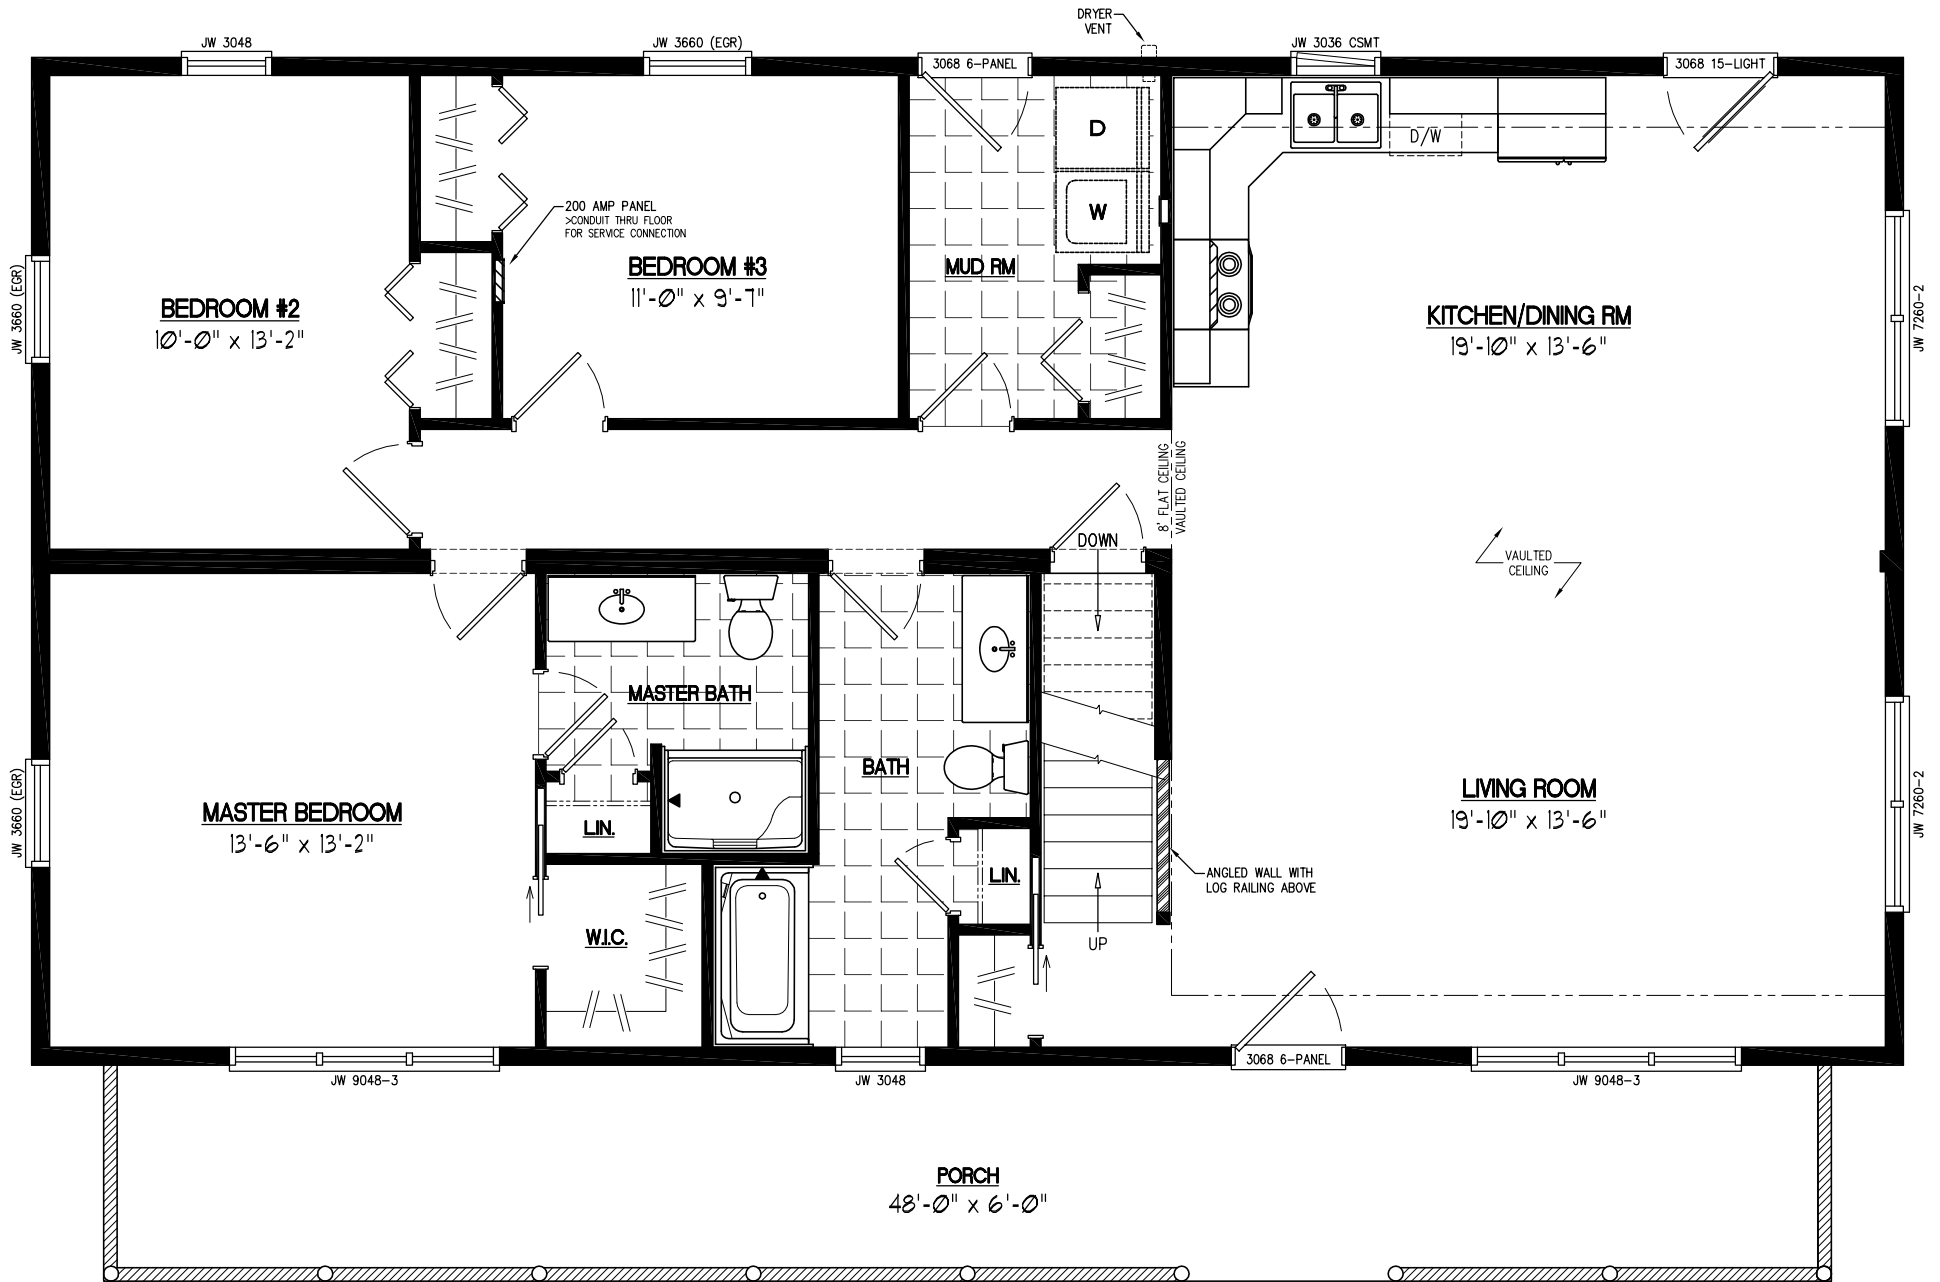 DRYER
VENT
JW 3048
JW 3660 (EGR)
3068 6-PANEL
JW 3036 CSMT
3068 15-LIGHT
D
D/W
200 AMP PANEL
>CONDUIT THRU FLOOR
FOR SERVICE CONNECTION
W
JW 3660 (EGR)
BEDROOM #2
10'-0" x 13'-2"
BEDROOM #3
11'-0" x 9'-7"
MUD RM
KITCHEN/DINING RM
19'-10" x 13'-6"
JW 7260-2
8' FLAT CEILING
VAULTED CEILING
DOWN
VAULTED
CEILING
MASTER BATH
BATH
JW 3660 (EGR)
MASTER BEDROOM
13'-6" x 13'-2"
LIN.
LIVING ROOM
19'-10" x 13'-6"
JW 7260-2
LIN.
ANGLED WALL WITH
LOG RAILING ABOVE
W.I.C.
UP
JW 9048-3
JW 3048
3068 6-PANEL
JW 9048-3
PORCH
48'-0" x 6'-0"